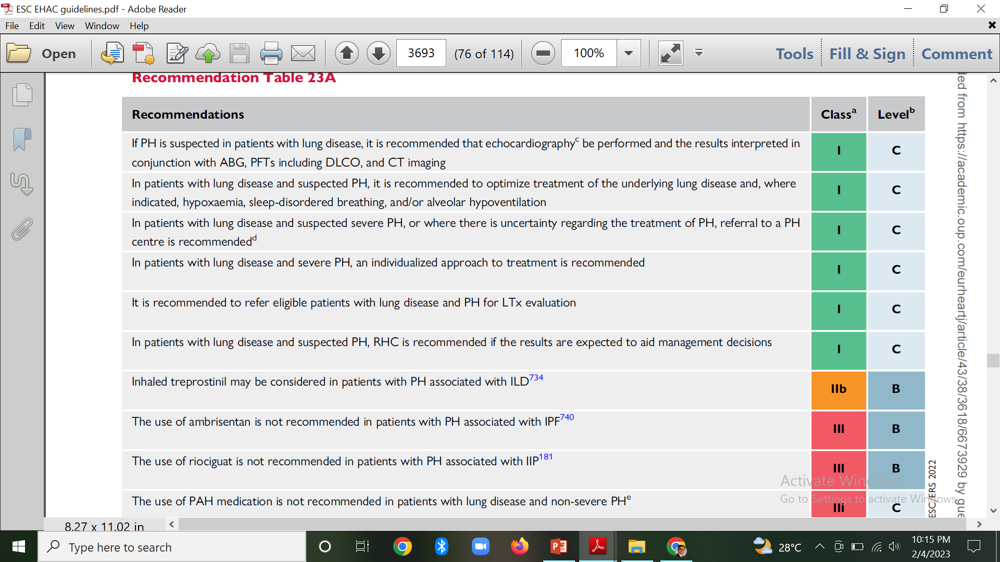 ESC EHAC guidelines.pdf - Adobe Reader
File Edit View Window Help
Open 3693 (76 of 114) 100% Tools Fill & Sign Comment
Recommendation Table 23A
Recommendations Classᵃ Levelᵇ
If PH is suspected in patients with lung disease, it is recommended that echocardiographyᶜ be performed and the results interpreted in
conjunction with ABG, PFTs including DLCO, and CT imaging
I C
In patients with lung disease and suspected PH, it is recommended to optimize treatment of the underlying lung disease and, where
indicated, hypoxaemia, sleep-disordered breathing, and/or alveolar hypoventilation
I C
In patients with lung disease and suspected severe PH, or where there is uncertainty regarding the treatment of PH, referral to a PH
centre is recommendedᵈ
I C
In patients with lung disease and severe PH, an individualized approach to treatment is recommended
I C
It is recommended to refer eligible patients with lung disease and PH for LTx evaluation
I C
In patients with lung disease and suspected PH, RHC is recommended if the results are expected to aid management decisions
I C
Inhaled treprostinil may be considered in patients with PH associated with ILD⁷³⁴
IIb B
The use of ambrisentan is not recommended in patients with PH associated with IPF⁷⁴⁰
III B
The use of riociguat is not recommended in patients with PH associated with IIP¹⁸¹
III B
The use of PAH medication is not recommended in patients with lung disease and non-severe PHᵉ
IIi C
ESC/ERS 2022
ded from https://academic.oup.com/eurheartj/article/43/38/3618/6673929 by gue
Activate Windows
Go to Settings to activate Windows.
8.27 x 11.02 in
Type here to search
28°C
10:15 PM
2/4/2023